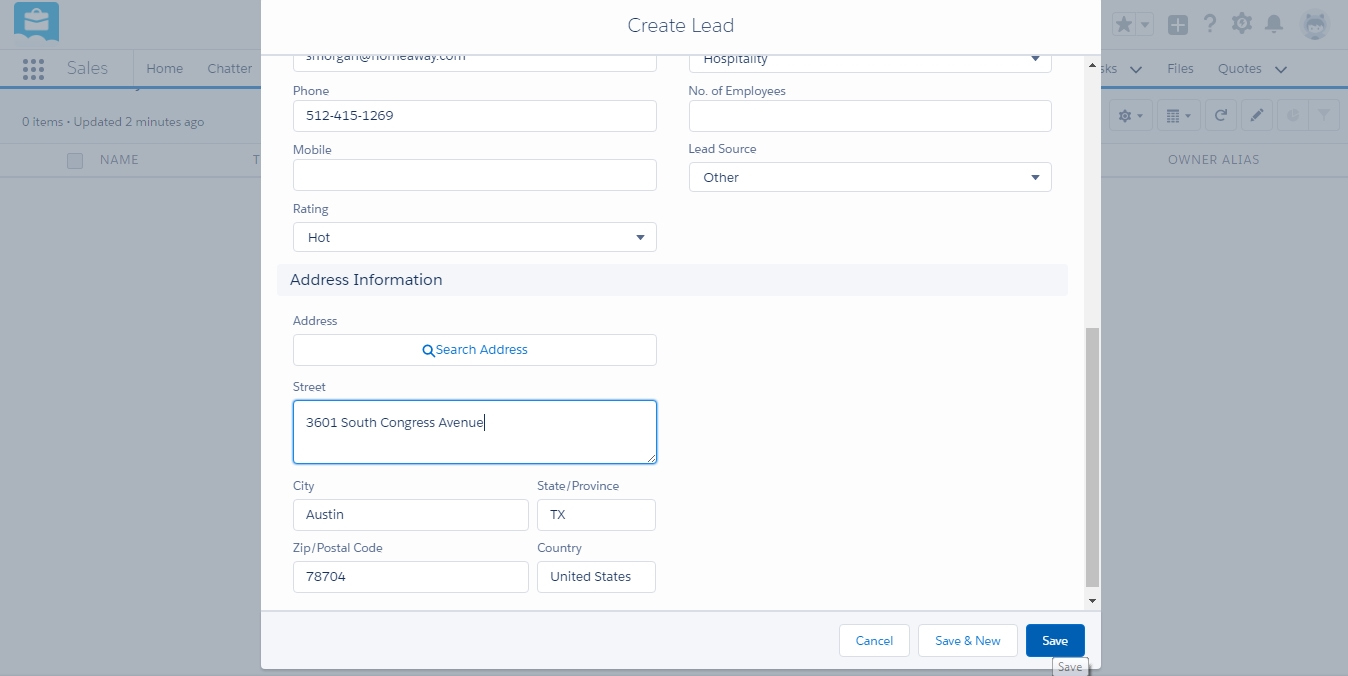 Create Lead
Sales
Home
Chatter
sks
Files
Quotes
0 items • Updated 2 minutes ago
NAME
T
OWNER ALIAS
smorgan@homeaway.com
Hospitality
Phone
512-415-1269
No. of Employees
Mobile
Lead Source
Other
Rating
Hot
Address Information
Address
Search Address
Street
3601 South Congress Avenue
City
State/Province
Austin
TX
Zip/Postal Code
Country
78704
United States
Cancel
Save & New
Save
Save